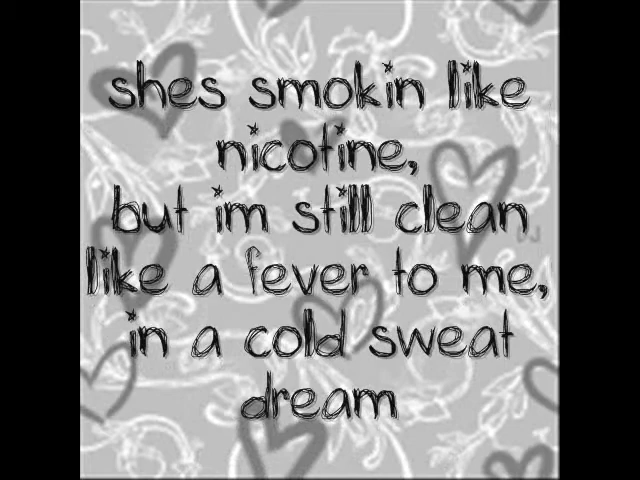 shes smokin like
nicotine,
but im still clean
like a fever to me,
in a cold sweat
dream